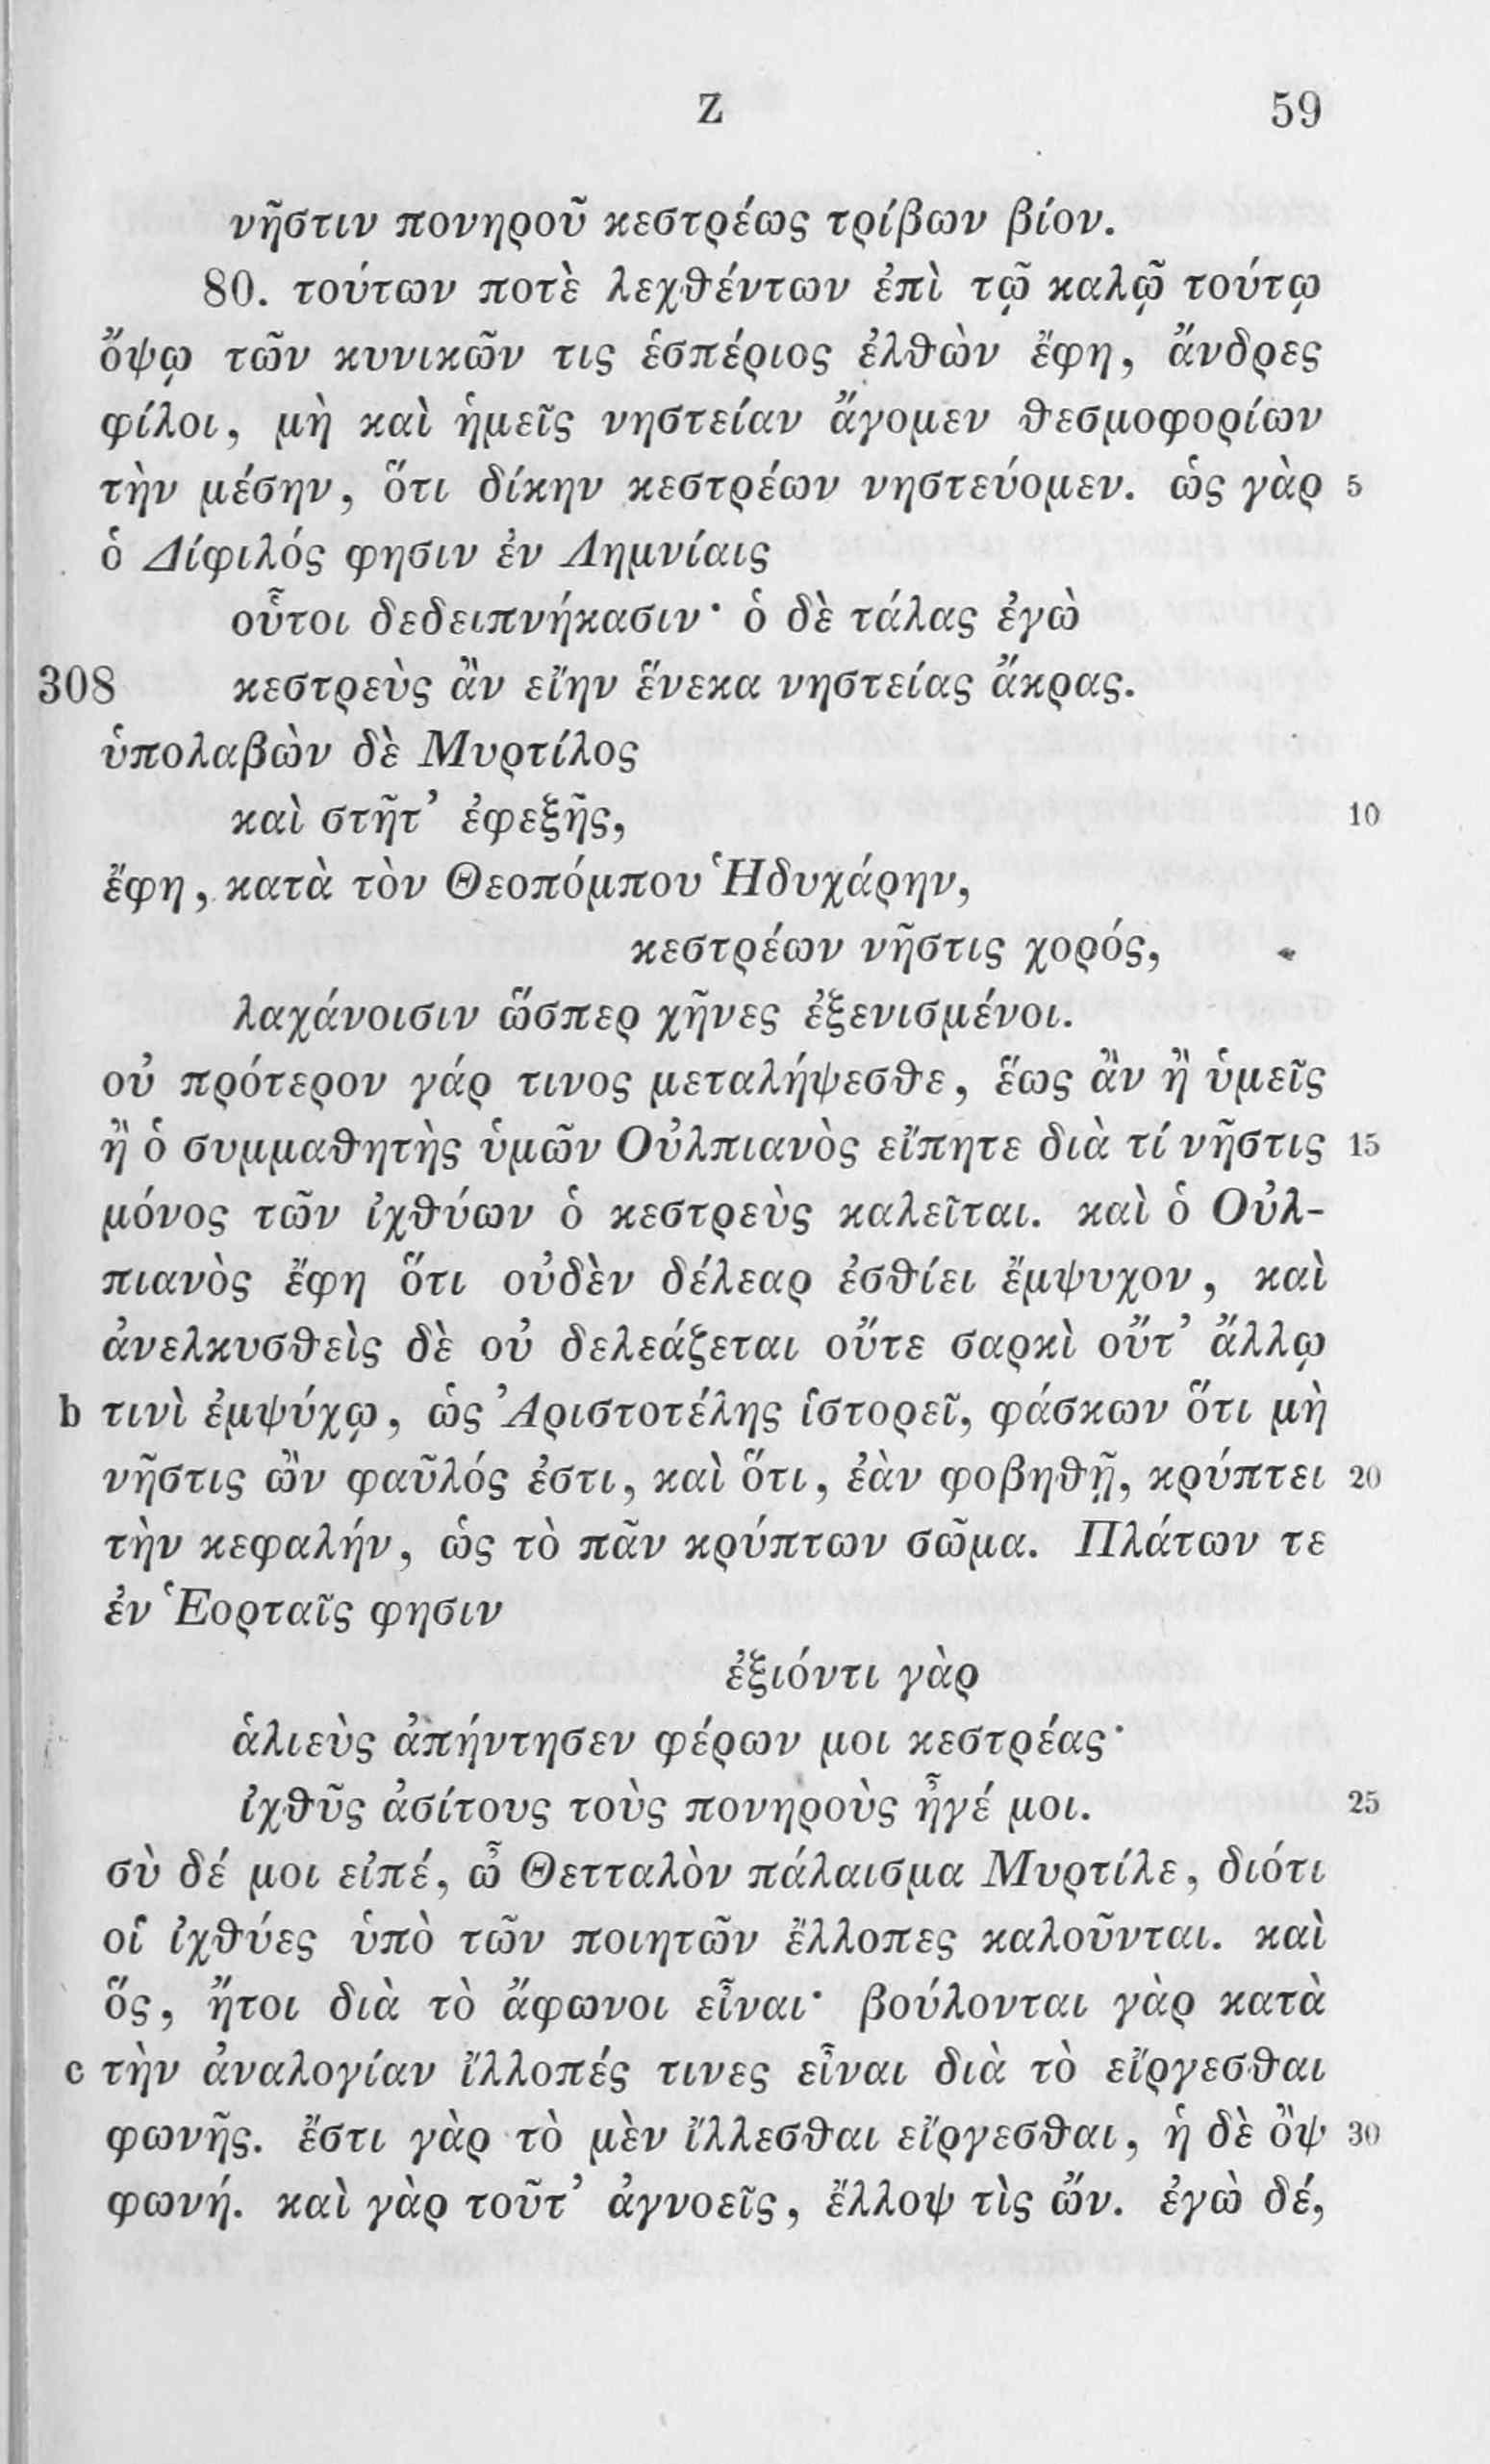 Z 59
νῆστιν πονηροῦ κεστρέως τρίβων βίον.
80. τούτων ποτὲ λεχθέντων ἐπὶ τῷ καλῷ τούτῳ
ὄψῳ τῶν κυνικῶν τις ἑσπέριος ἐλθὼν ἔφη, ἄνδρες
φίλοι, μὴ καὶ ἡμεῖς νηστείαν ἄγομεν θεσμοφορίων
τὴν μέσην, ὅτι δίκην κεστρέων νηστεύομεν. ὡς γὰρ 5
ὁ Δίφιλός φησιν ἐν Λημνίαις
οὗτοι δεδειπνήκασιν· ὁ δὲ τάλας ἐγὼ
308 κεστρεὺς ἂν εἴην ἕνεκα νηστείας ἄκρας.
ὑπολαβὼν δὲ Μυρτίλος
καὶ στῆτ’ ἐφεξῆς, 10
ἔφη, κατὰ τὸν Θεοπόμπου Ἡδυχάρην,
κεστρέων νῆστις χορός,
λαχάνοισιν ὥσπερ χῆνες ἐξενισμένοι.
οὐ πρότερον γάρ τινος μεταλήψεσθε, ἕως ἂν ἢ ὑμεῖς
ἢ ὁ συμμαθητὴς ὑμῶν Οὐλπιανὸς εἴπητε διὰ τί νῆστις 15
μόνος τῶν ἰχθύων ὁ κεστρεὺς καλεῖται. καὶ ὁ Οὐλ-
πιανὸς ἔφη ὅτι οὐδὲν δέλεαρ ἐσθίει ἔμψυχον, καὶ
ἀνελκυσθεὶς δὲ οὐ δελεάζεται οὔτε σαρκὶ οὔτ’ ἄλλῳ
b τινὶ ἐμψύχῳ, ὡς Ἀριστοτέλης ἱστορεῖ, φάσκων ὅτι μὴ
νῆστις ὢν φαῦλός ἐστι, καὶ ὅτι, ἐὰν φοβηθῇ, κρύπτει 20
τὴν κεφαλήν, ὡς τὸ πᾶν κρύπτων σῶμα. Πλάτων τε
ἐν Ἑορταῖς φησιν
ἐξιόντι γὰρ
ἁλιεὺς ἀπήντησεν φέρων μοι κεστρέας·
ἰχθῦς ἀσίτους τοὺς πονηροὺς ἦγέ μοι. 25
σὺ δέ μοι εἰπέ, ὦ Θετταλὸν πάλαισμα Μυρτίλε, διότι
οἱ ἰχθύες ὑπὸ τῶν ποιητῶν ἔλλοπες καλοῦνται. καὶ
ὅς, ἤτοι διὰ τὸ ἄφωνοι εἶναι· βούλονται γὰρ κατὰ
c τὴν ἀναλογίαν ἴλλοπές τινες εἶναι διὰ τὸ εἴργεσθαι
φωνῆς. ἔστι γὰρ τὸ μὲν ἴλλεσθαι εἴργεσθαι, ἡ δὲ ὂψ 30
φωνή. καὶ γὰρ τοῦτ’ ἀγνοεῖς, ἔλλοψ τὶς ὤν. ἐγὼ δέ,